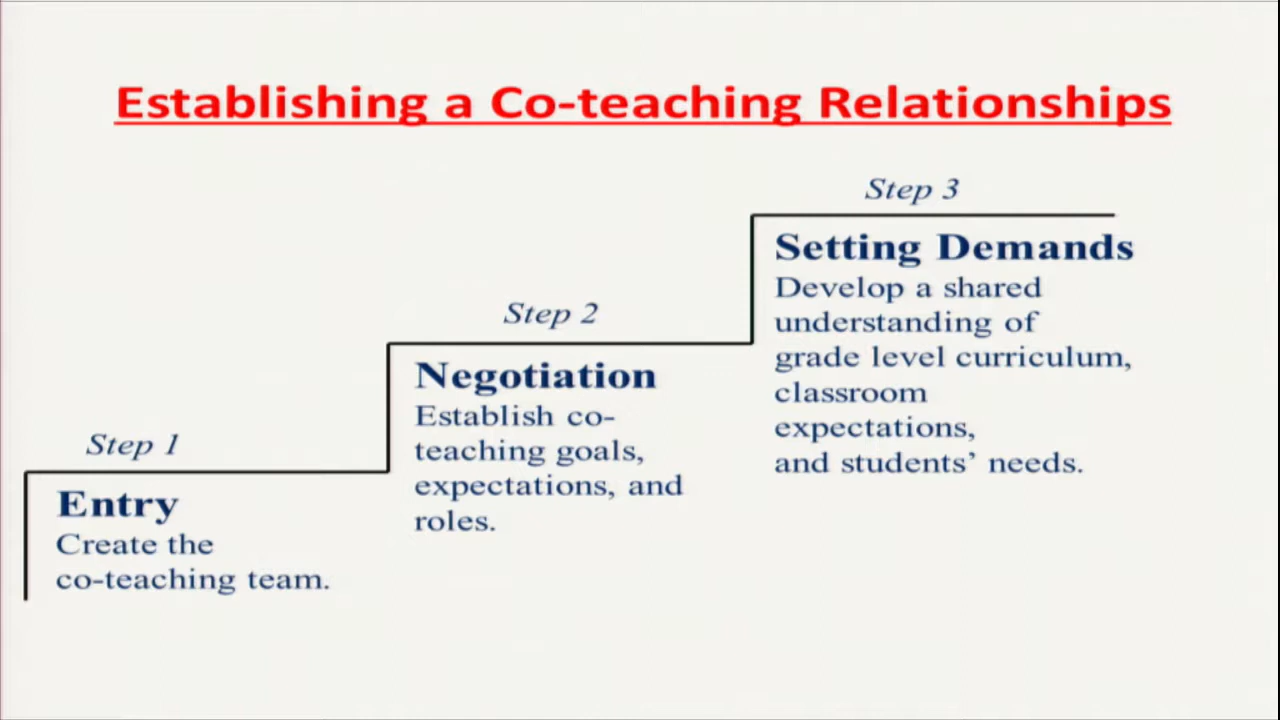 Establishing a Co-teaching Relationships
Step 1
Entry
Create the
co-teaching team.
Step 2
Negotiation
Establish co-
teaching goals,
expectations, and
roles.
Step 3
Setting Demands
Develop a shared
understanding of
grade level curriculum,
classroom
expectations,
and students’ needs.